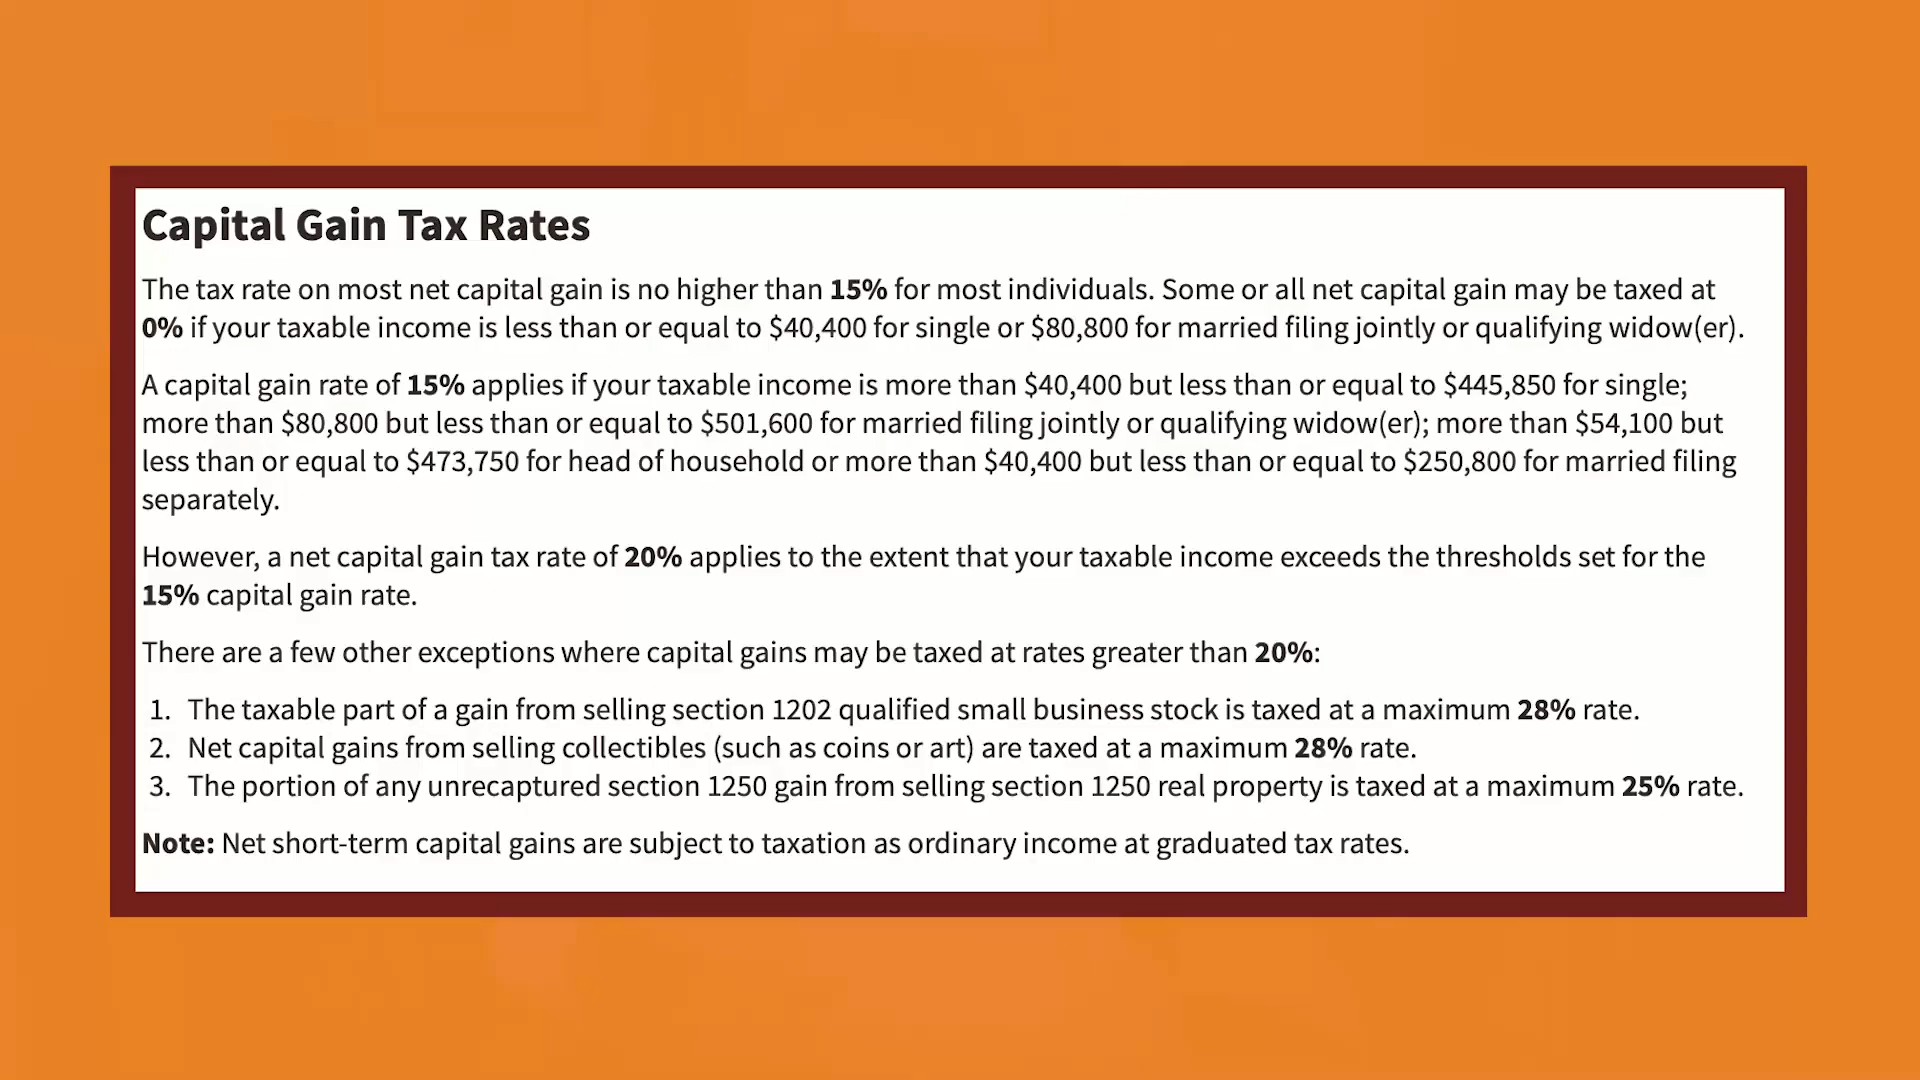 Capital Gain Tax Rates
The tax rate on most net capital gain is no higher than 15% for most individuals. Some or all net capital gain may be taxed at
0% if your taxable income is less than or equal to $40,400 for single or $80,800 for married filing jointly or qualifying widow(er).
A capital gain rate of 15% applies if your taxable income is more than $40,400 but less than or equal to $445,850 for single;
more than $80,800 but less than or equal to $501,600 for married filing jointly or qualifying widow(er); more than $54,100 but
less than or equal to $473,750 for head of household or more than $40,400 but less than or equal to $250,800 for married filing
separately.
However, a net capital gain tax rate of 20% applies to the extent that your taxable income exceeds the thresholds set for the
15% capital gain rate.
There are a few other exceptions where capital gains may be taxed at rates greater than 20%:
1. The taxable part of a gain from selling section 1202 qualified small business stock is taxed at a maximum 28% rate.
2. Net capital gains from selling collectibles (such as coins or art) are taxed at a maximum 28% rate.
3. The portion of any unrecaptured section 1250 gain from selling section 1250 real property is taxed at a maximum 25% rate.
Note: Net short-term capital gains are subject to taxation as ordinary income at graduated tax rates.